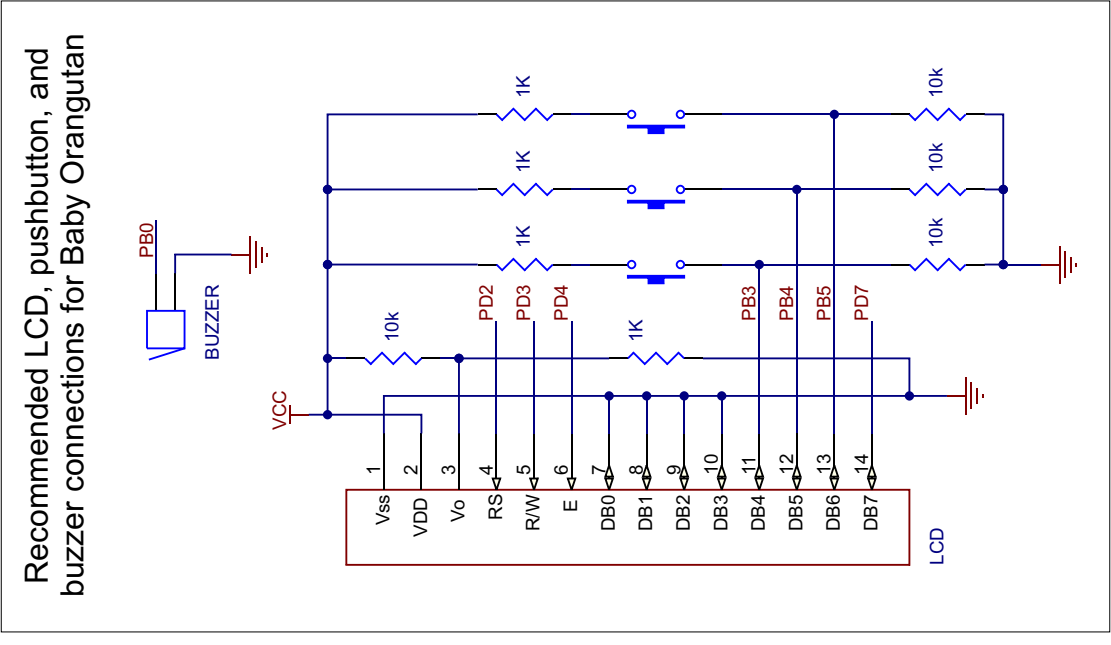 Recommended LCD, pushbutton, and
buzzer connections for Baby Orangutan
PB0
BUZZER
VCC
1K
10k
1K
10k
1K
10k
10k
1K
PD2
PD3
PD4
PB3
PB4
PB5
PD7
1
2
3
4
5
6
7
8
9
10
11
12
13
14
Vss
VDD
Vo
RS
R/W
E
DB0
DB1
DB2
DB3
DB4
DB5
DB6
DB7
LCD